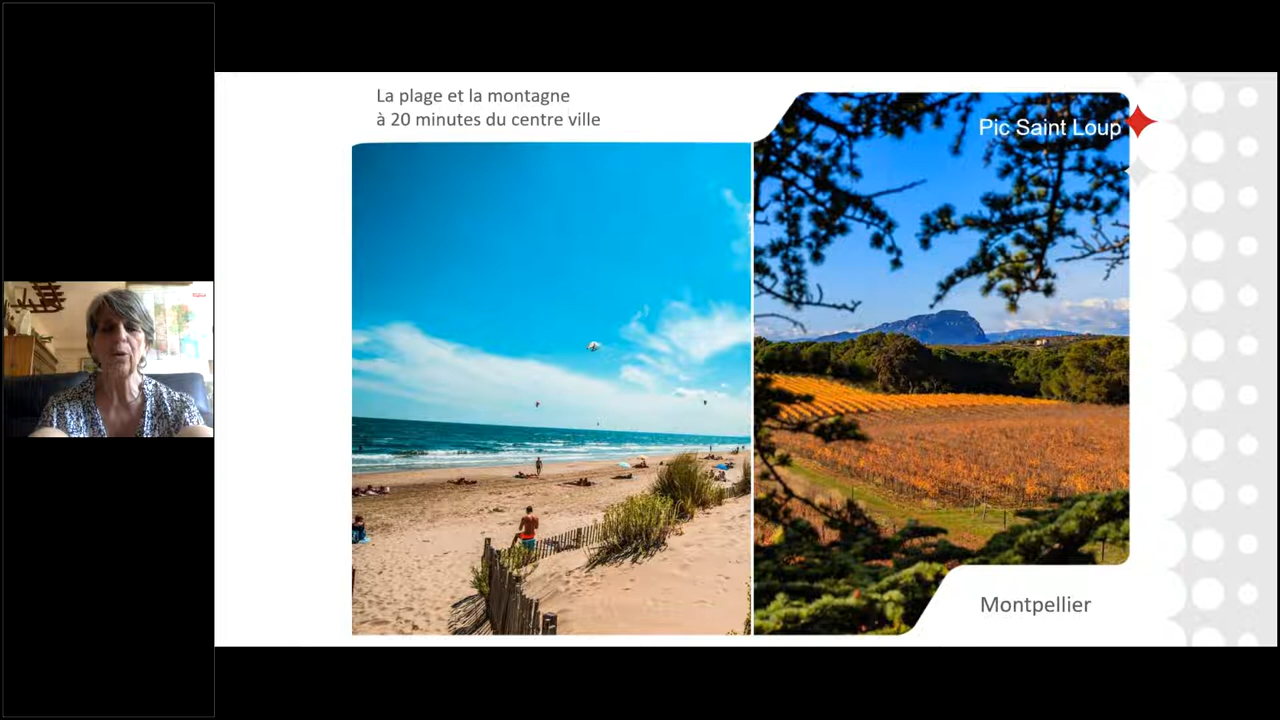 La plage et la montagne
à 20 minutes du centre ville
Pic Saint Loup
Montpellier